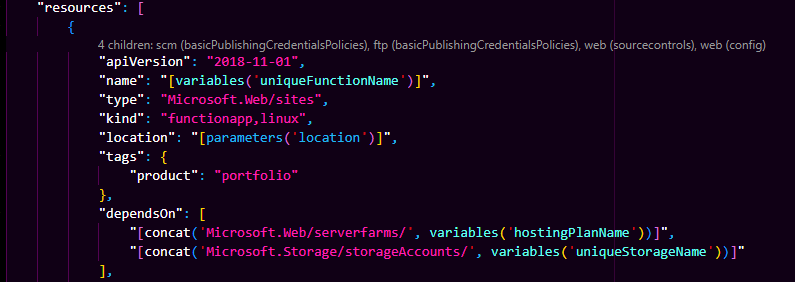 "resources": [
{
4 children: scm (basicPublishingCredentialsPolicies), ftp (basicPublishingCredentialsPolicies), web (sourcecontrols), web (config)
"apiVersion": "2018-11-01",
"name": "[variables('uniqueFunctionName')]",
"type": "Microsoft.Web/sites",
"kind": "functionapp,linux",
"location": "[parameters('location')]",
"tags": {
"product": "portfolio"
},
"dependsOn": [
"[concat('Microsoft.Web/serverfarms/', variables('hostingPlanName'))]",
"[concat('Microsoft.Storage/storageAccounts/', variables('uniqueStorageName'))]"
],